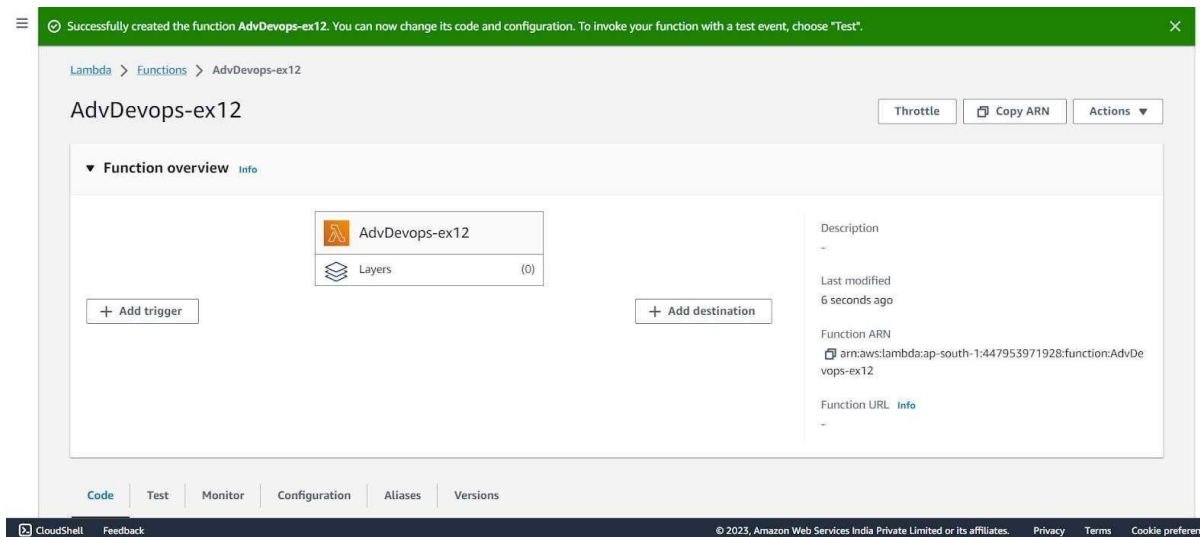 Successfully created the function AdvDevops-ex12. You can now change its code and configuration. To invoke your function with a test event, choose "Test".
Lambda > Functions > AdvDevops-ex12
AdvDevops-ex12
Throttle
Copy ARN
Actions
Function overview Info
AdvDevops-ex12
Layers (0)
+ Add trigger
+ Add destination
Description
-
Last modified
6 seconds ago
Function ARN
arn:aws:lambda:ap-south-1:447953971928:function:AdvDe
vops-ex12
Function URL Info
-
Code Test Monitor Configuration Aliases Versions
CloudShell Feedback © 2023, Amazon Web Services India Private Limited or its affiliates. Privacy Terms Cookie preferen